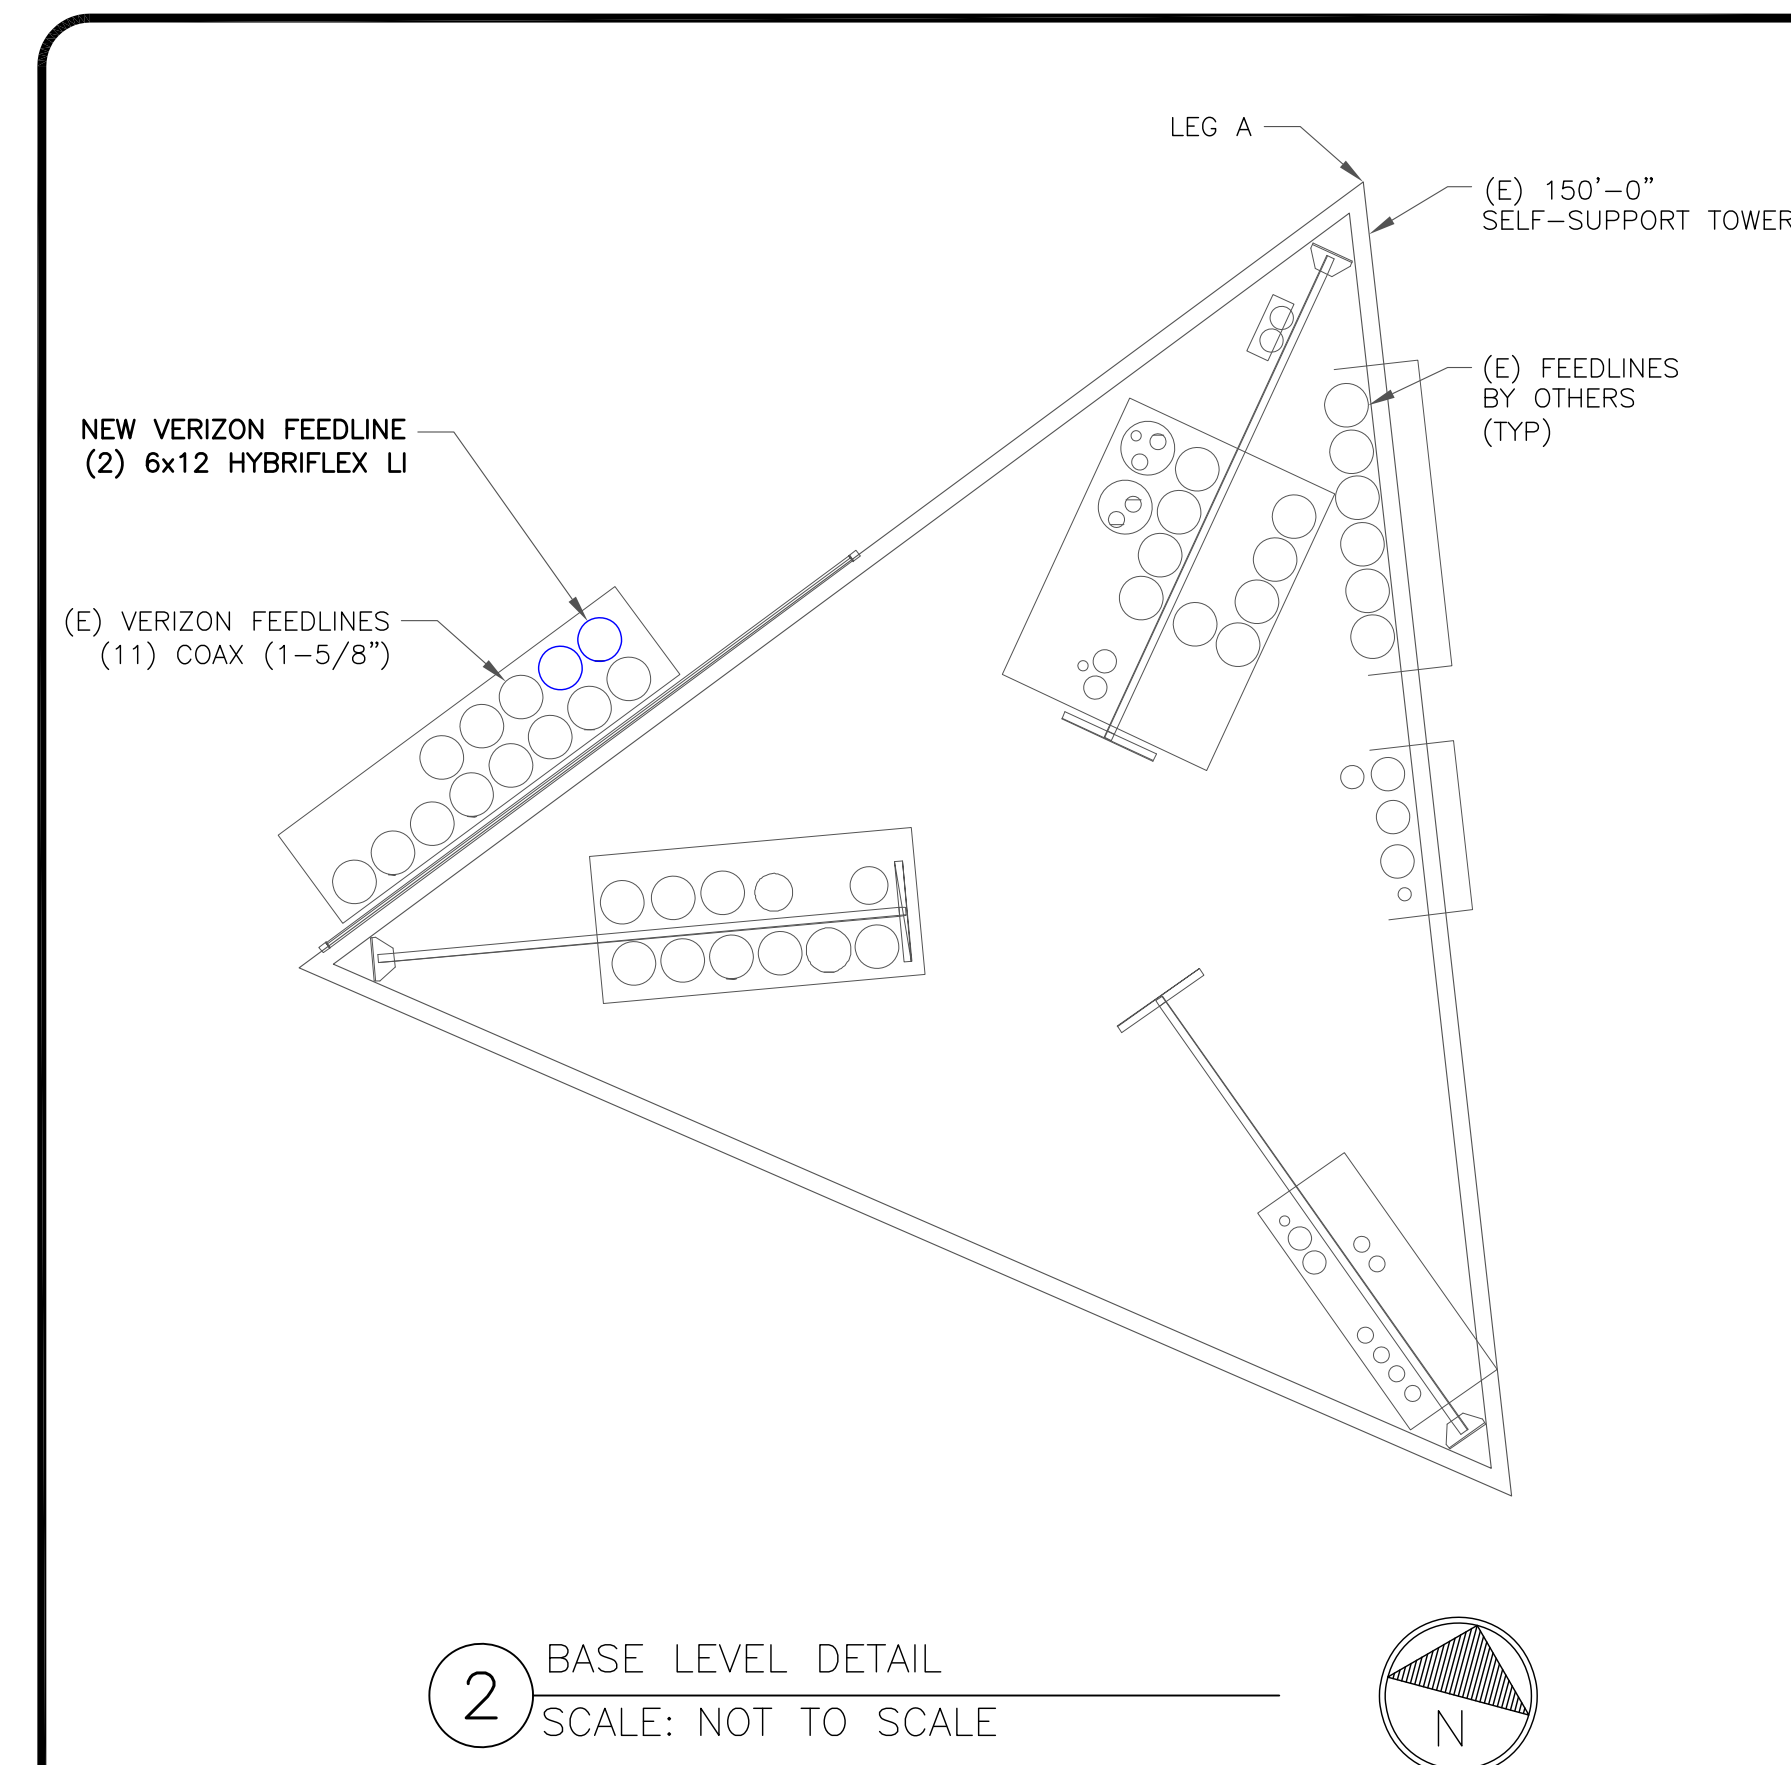 LEG A
(E) 150'-0"
SELF-SUPPORT TOWER
(E) FEEDLINES
BY OTHERS
(TYP)
NEW VERIZON FEEDLINE
(2) 6x12 HYBRIFLEX LI
(E) VERIZON FEEDLINES
(11) COAX (1-5/8")
2
BASE LEVEL DETAIL
SCALE: NOT TO SCALE
N